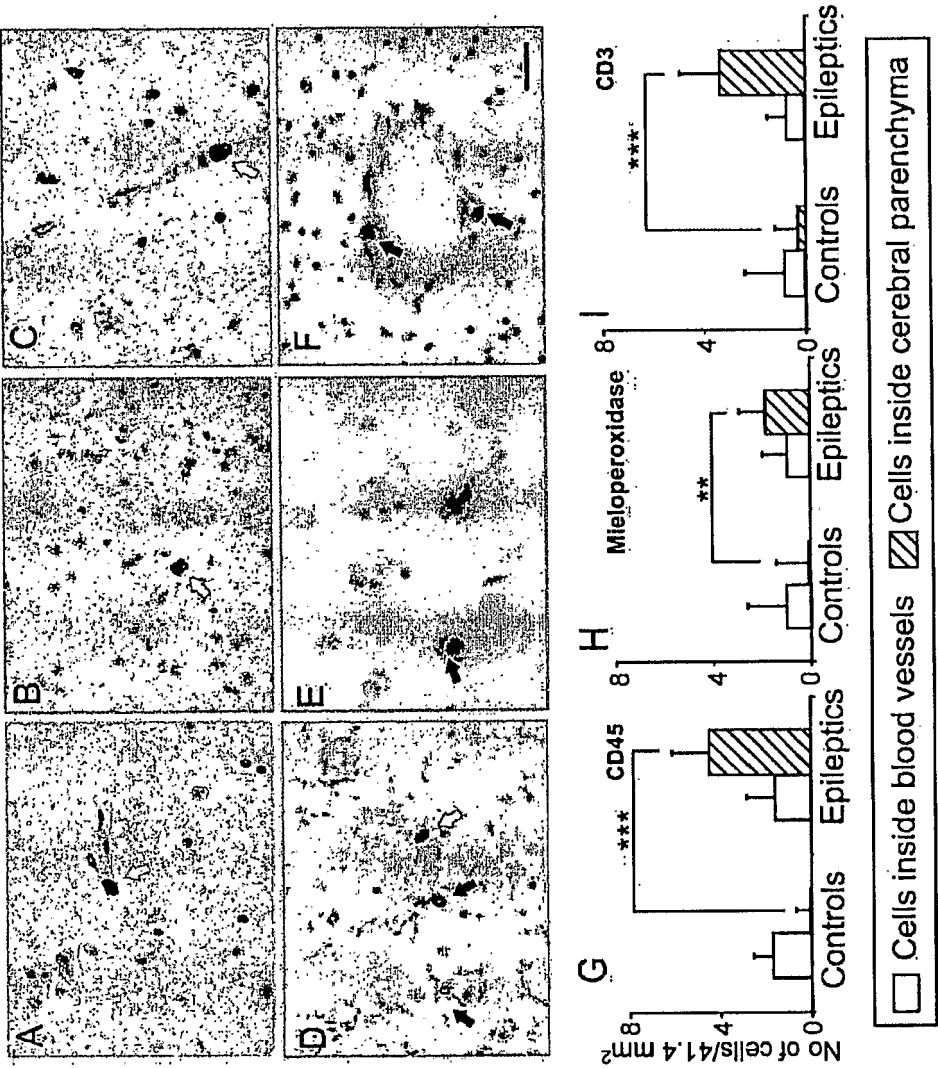 A
B
C
D
E
F
G
CD45
***
8
4
0
No of cells/41.4 mm²
Controls
Epileptics
H
Mieloperoxidase
**
8
4
0
Controls
Epileptics
I
CD3
***
8
4
0
Controls
Epileptics
Cells inside blood vessels
Cells inside cerebral parenchyma